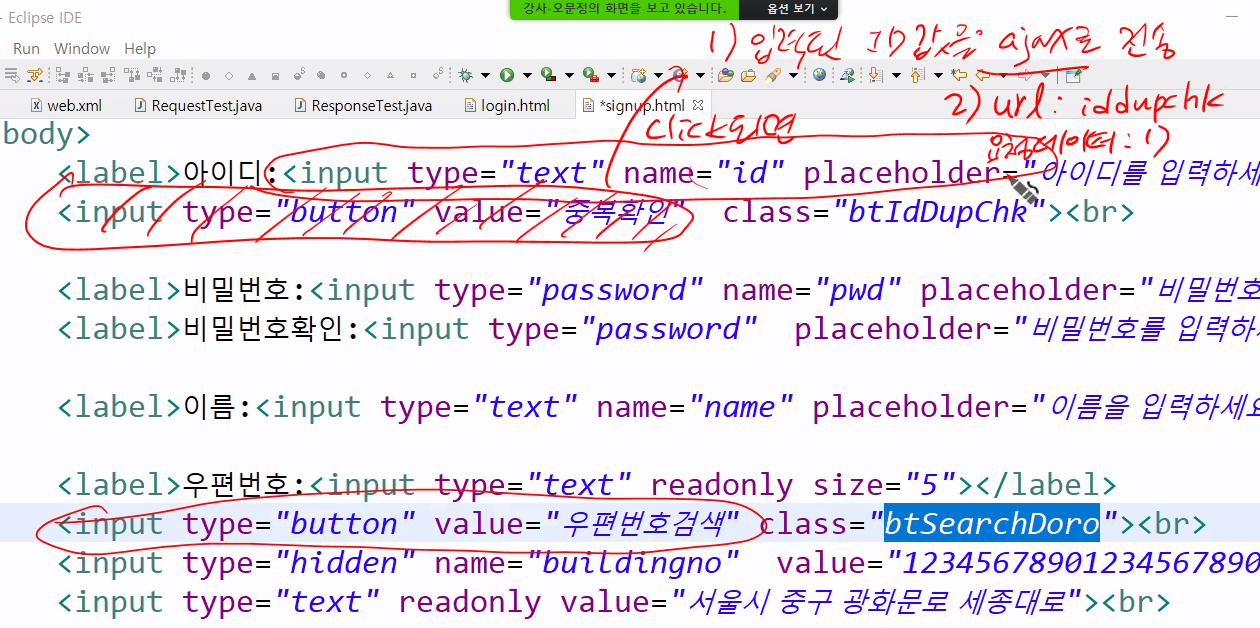 강사-오문정의 화면을 보고 있습니다. 옵션 보기
- Eclipse IDE
Run Window Help
1) 입력된 ID값을 ajax로 전송
web.xml RequestTest.java ResponseTest.java login.html *signup.html
2) url : iddupchk
click되면
body>
요청데이터 : 1)
<label>아이디:<input type="text" name="id" placeholder="아이디를 입력하세
<input type="button" value="중복확인" class="btIdDupChk"><br>
<label>비밀번호:<input type="password" name="pwd" placeholder="비밀번호
<label>비밀번호확인:<input type="password" placeholder="비밀번호를 입력하
<label>이름:<input type="text" name="name" placeholder="이름을 입력하세요
<label>우편번호:<input type="text" readonly size="5"></label>
<input type="button" value="우편번호검색" class="btSearchDoro"><br>
<input type="hidden" name="buildingno" value="12345678901234567890
<input type="text" readonly value="서울시 중구 광화문로 세종대로"><br>